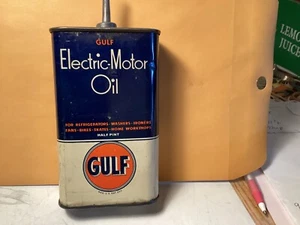 GULF
Electric-Motor
Oil
FOR REFRIGERATORS-WASHERS-IRONERS
FANS-BIKES-SKATES-HOME WORKSHOPS
HALF PINT
GULF
LEMO
JUICE